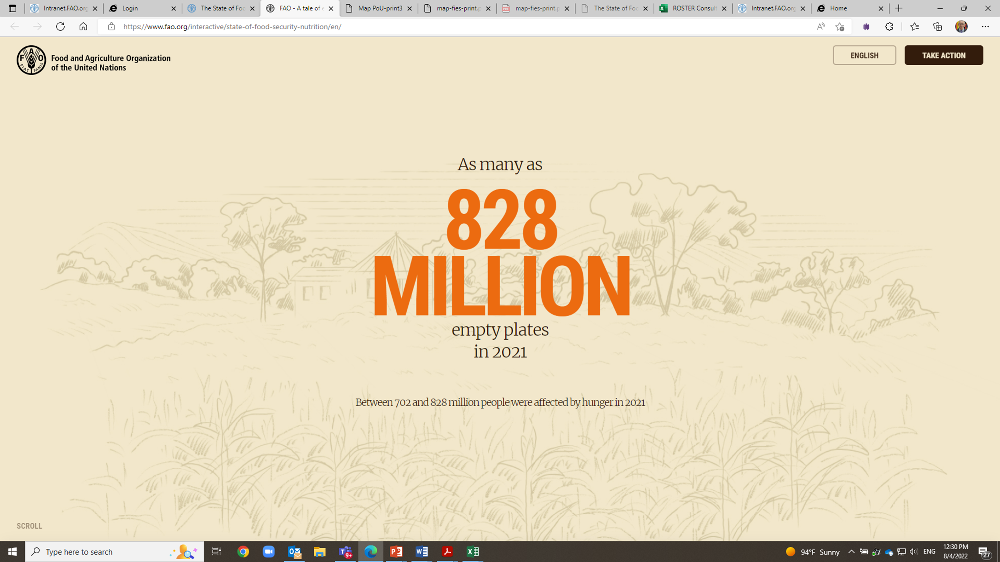 Intranet.FAO.org
Login
The State of Foo
FAO - A tale of e
Map PoU-print3
map-fies-print.p
map-fies-print.p
The State of Foo
ROSTER Consult
Intranet.FAO.org
Home
https://www.fao.org/interactive/state-of-food-security-nutrition/en/
F A O
FIAT PANIS
Food and Agriculture Organization
of the United Nations
ENGLISH
TAKE ACTION
As many as
828
MILLION
empty plates
in 2021
Between 702 and 828 million people were affected by hunger in 2021
SCROLL
Type here to search
9+
94°F Sunny
ENG
12:30 PM
8/4/2022
27